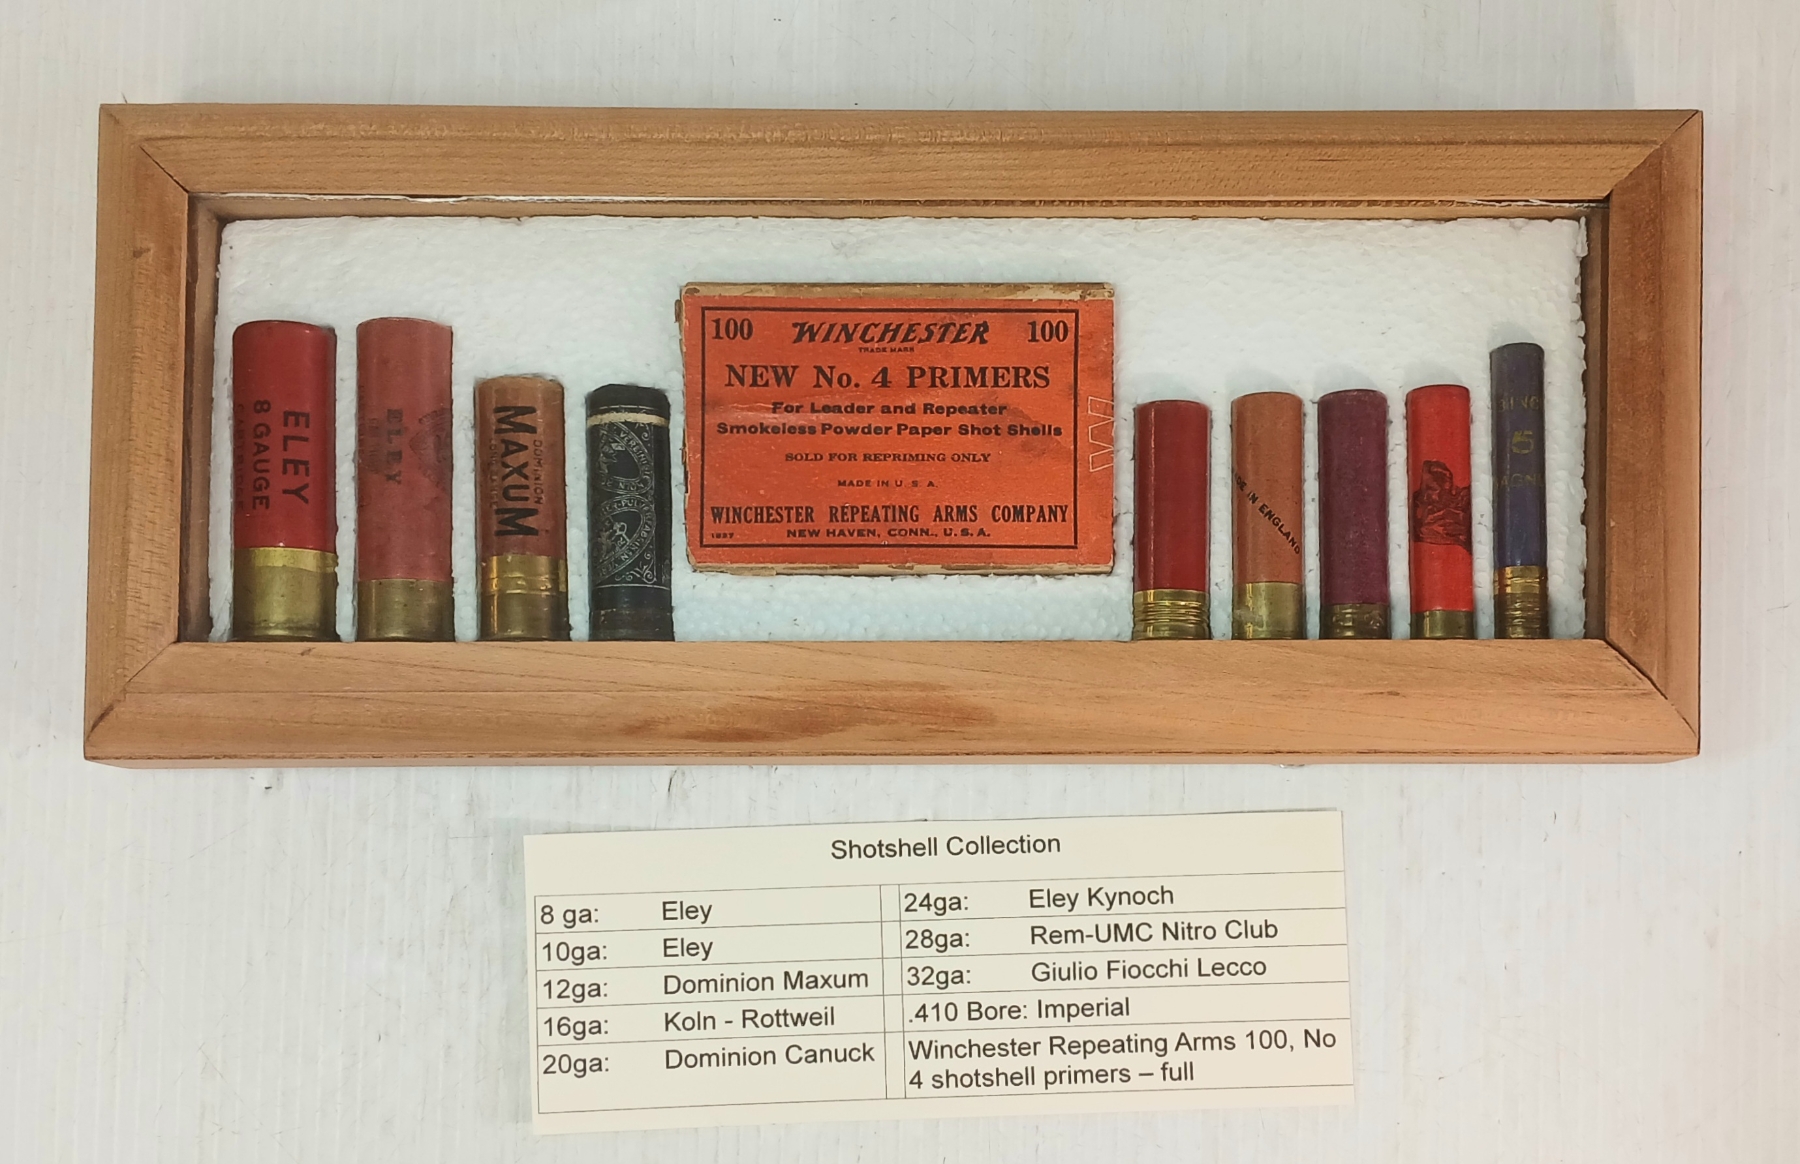 ELEY
8 GAUGE
ELEY
DOMINION
MAXUM
100 WINCHESTER 100
TRADE MARK
NEW No. 4 PRIMERS
For Leader and Repeater
Smokeless Powder Paper Shot Shells
SOLD FOR REPRIMING ONLY
MADE IN U. S. A.
WINCHESTER REPEATING ARMS COMPANY
NEW HAVEN, CONN., U. S. A.
W
IN ENGLAND
5
Shotshell Collection
8 ga: Eley
10ga: Eley
12ga: Dominion Maxum
16ga: Koln - Rottweil
20ga: Dominion Canuck
24ga: Eley Kynoch
28ga: Rem-UMC Nitro Club
32ga: Giulio Fiocchi Lecco
.410 Bore: Imperial
Winchester Repeating Arms 100, No
4 shotshell primers – full